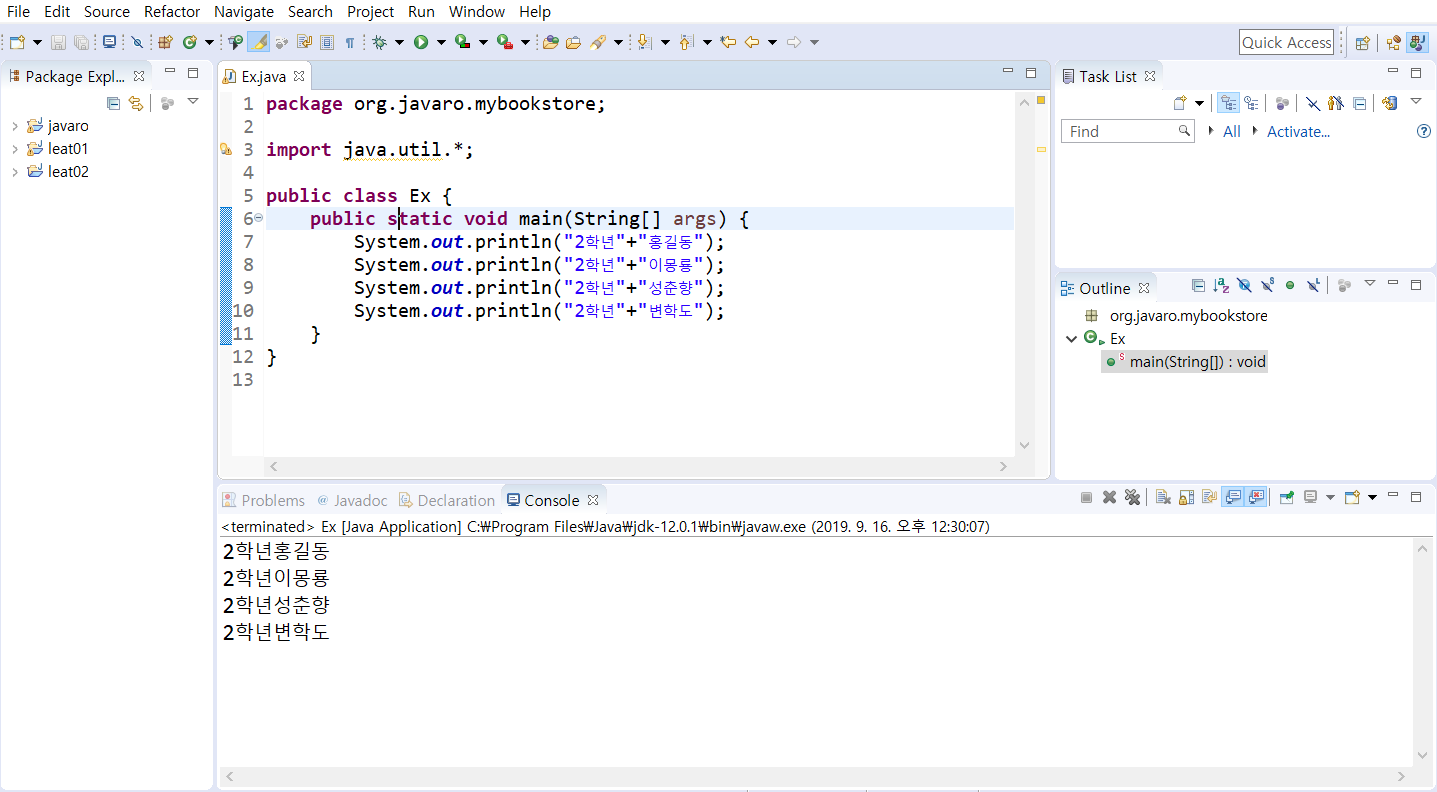 File Edit Source Refactor Navigate Search Project Run Window Help
Quick Access
Package Expl...
javaro
leat01
leat02
Ex.java
1 package org.javaro.mybookstore;
2
3 import java.util.*;
4
5 public class Ex {
6 public static void main(String[] args) {
7 System.out.println("2학년"+"홍길동");
8 System.out.println("2학년"+"이몽룡");
9 System.out.println("2학년"+"성춘향");
10 System.out.println("2학년"+"변학도");
11 }
12 }
13
Task List
Find All Activate...
Outline
org.javaro.mybookstore
Ex
main(String[]) : void
Problems @ Javadoc Declaration Console
<terminated> Ex [Java Application] C:₩Program Files₩Java₩jdk-12.0.1₩bin₩javaw.exe (2019. 9. 16. 오후 12:30:07)
2학년홍길동
2학년이몽룡
2학년성춘향
2학년변학도